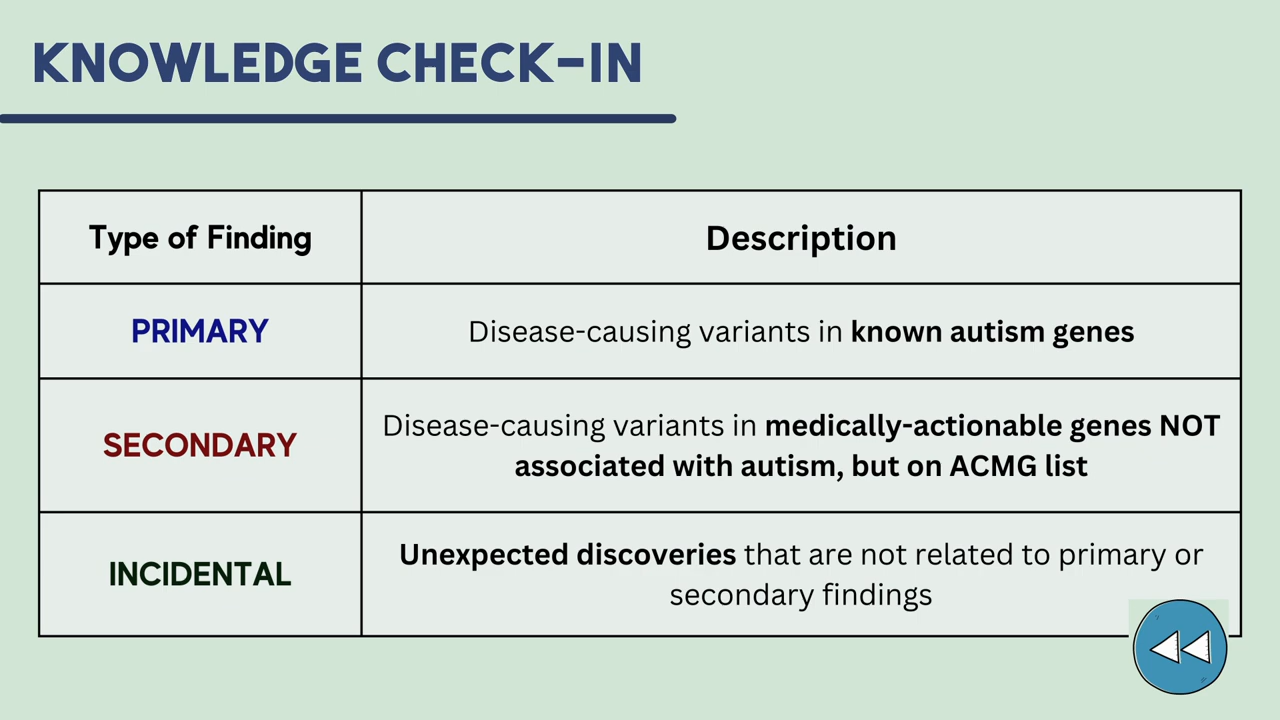 KNOWLEDGE CHECK-IN
Type of Finding
Description
PRIMARY
Disease-causing variants in known autism genes
SECONDARY
Disease-causing variants in medically-actionable genes NOT
associated with autism, but on ACMG list
INCIDENTAL
Unexpected discoveries that are not related to primary or
secondary findings